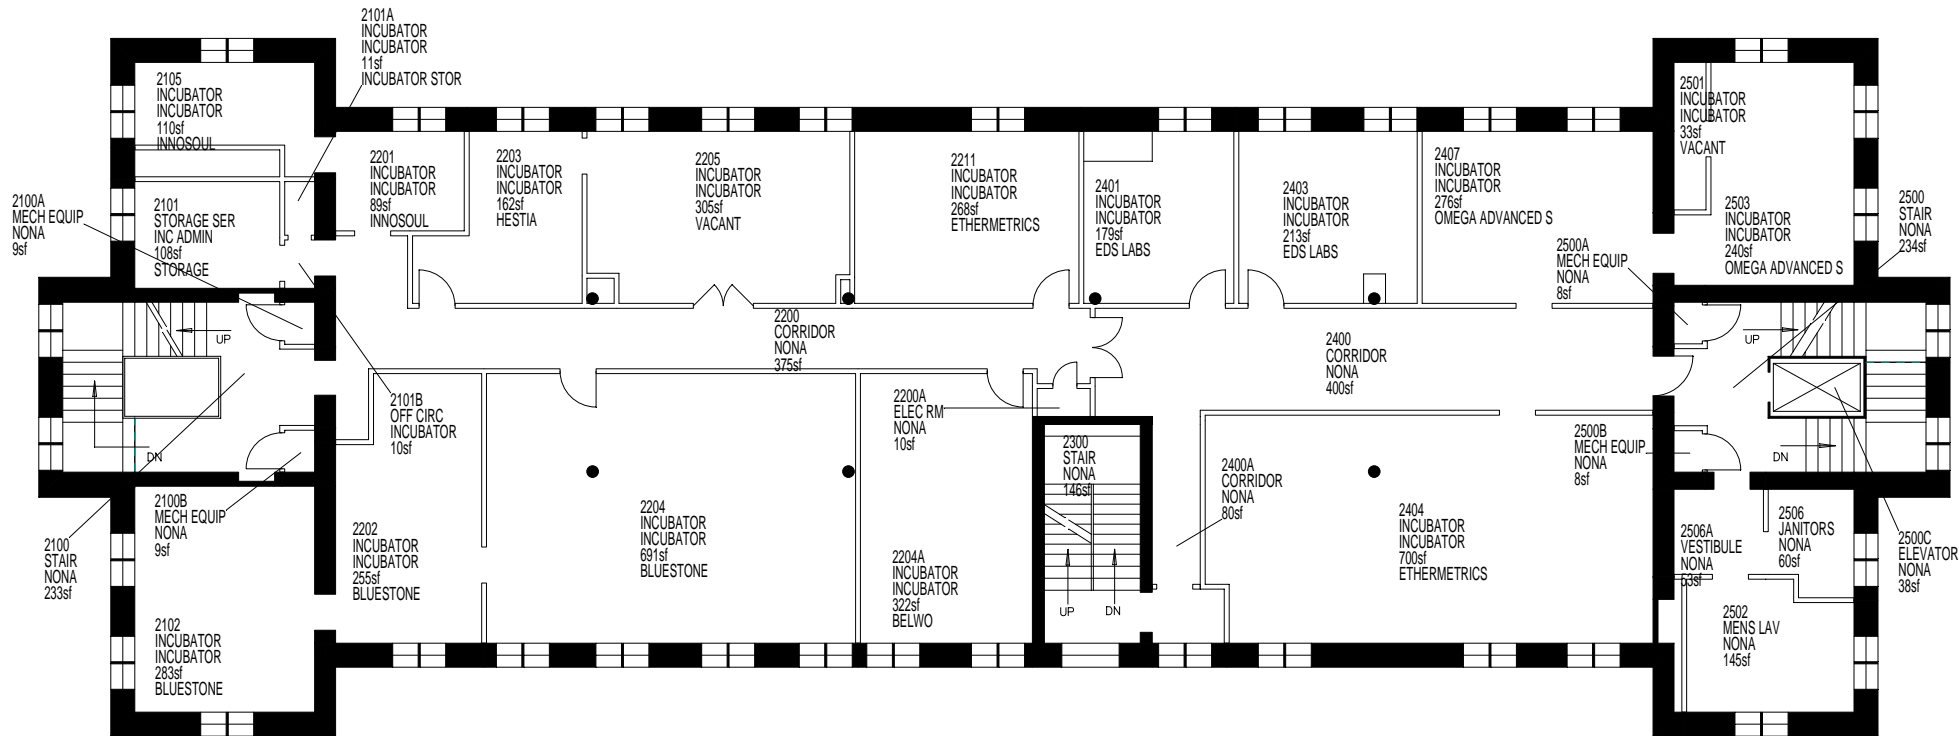 2101A
INCUBATOR
INCUBATOR
11sf
INCUBATOR STOR
2105
INCUBATOR
INCUBATOR
110sf
INNOSOUL
2100A
MECH EQUIP
NONA
9sf
2101
STORAGE SER
INC ADMIN
108sf
STORAGE
2201
INCUBATOR
INCUBATOR
89sf
INNOSOUL
2203
INCUBATOR
INCUBATOR
162sf
HESTIA
2205
INCUBATOR
INCUBATOR
305sf
VACANT
2211
INCUBATOR
INCUBATOR
268sf
ETHERMETRICS
2401
INCUBATOR
INCUBATOR
179sf
EDS LABS
2403
INCUBATOR
INCUBATOR
213sf
EDS LABS
2407
INCUBATOR
INCUBATOR
276sf
OMEGA ADVANCED S
2501
INCUBATOR
INCUBATOR
33sf
VACANT
2503
INCUBATOR
INCUBATOR
240sf
OMEGA ADVANCED S
2500
STAIR
NONA
234sf
2500A
MECH EQUIP
NONA
8sf
UP
DN
2200
CORRIDOR
NONA
375sf
2400
CORRIDOR
NONA
400sf
UP
DN
2101B
OFF CIRC
INCUBATOR
10sf
2200A
ELEC RM
NONA
10sf
2300
STAIR
NONA
146sf
UP
DN
2400A
CORRIDOR
NONA
80sf
2500B
MECH EQUIP
NONA
8sf
2100
STAIR
NONA
233sf
2100B
MECH EQUIP
NONA
9sf
2102
INCUBATOR
INCUBATOR
283sf
BLUESTONE
2202
INCUBATOR
INCUBATOR
255sf
BLUESTONE
2204
INCUBATOR
INCUBATOR
691sf
BLUESTONE
2204A
INCUBATOR
INCUBATOR
322sf
BELWO
2404
INCUBATOR
INCUBATOR
700sf
ETHERMETRICS
2506A
VESTIBULE
NONA
53sf
2506
JANITORS
NONA
60sf
2500C
ELEVATOR
NONA
38sf
2502
MENS LAV
NONA
145sf